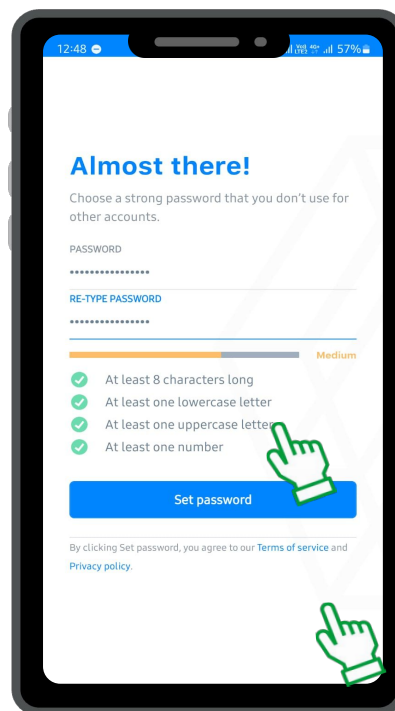 12:48
57%
Almost there!
Choose a strong password that you don't use for
other accounts.
PASSWORD
••••••••••••••••
RE-TYPE PASSWORD
••••••••••••••••
Medium
At least 8 characters long
At least one lowercase letter
At least one uppercase letter
At least one number
Set password
By clicking Set password, you agree to our Terms of service and
Privacy policy.